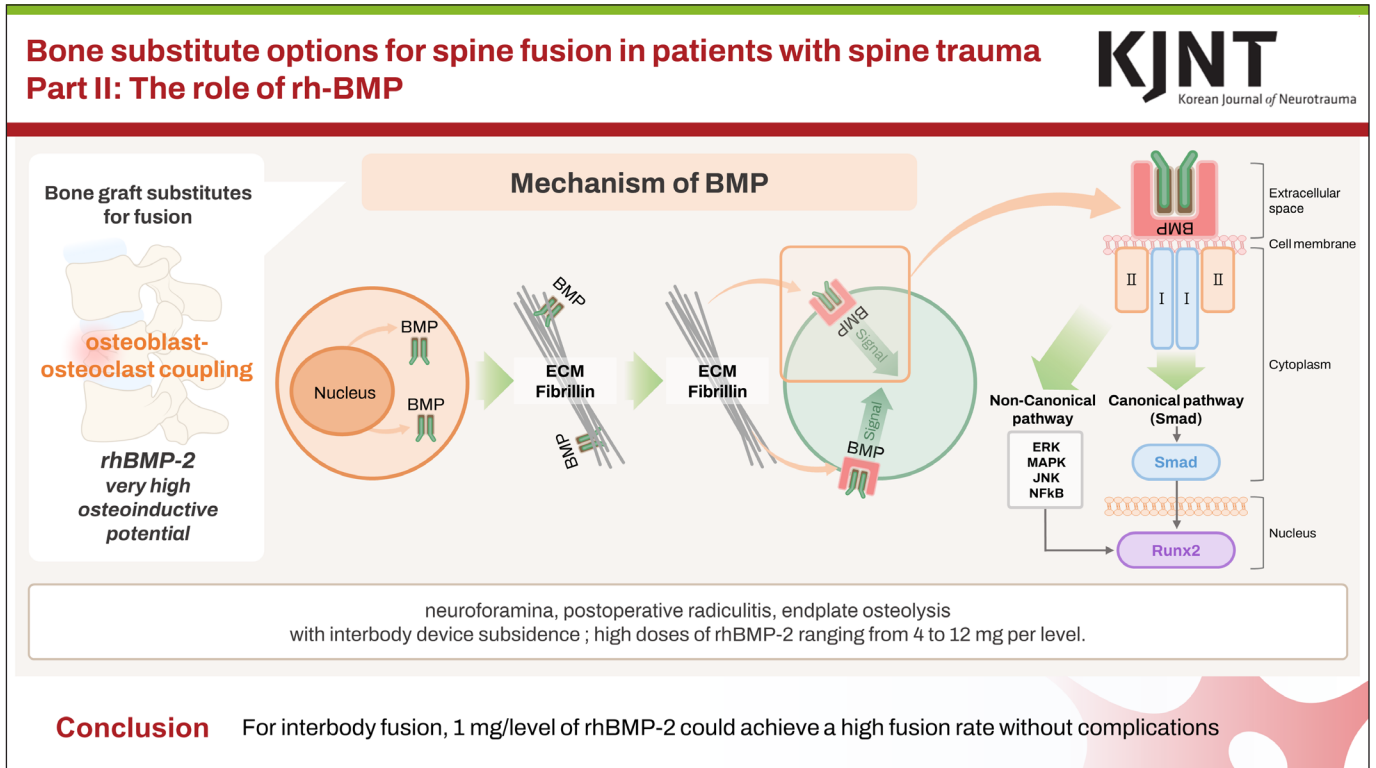 Bone substitute options for spine fusion in patients with spine trauma
Part II: The role of rh-BMP
KJNT
Korean Journal of Neurotrauma
Bone graft substitutes
for fusion
osteoblast-
osteoclast coupling
rhBMP-2
very high
osteoinductive
potential
Mechanism of BMP
Nucleus
BMP
BMP
BMP
ECM
Fibrillin
BMP
ECM
Fibrillin
BMP
Signal
Signal
BMP
BMP
II
I
I
II
Extracellular
space
Cell membrane
Cytoplasm
Nucleus
Non-Canonical
pathway
ERK
MAPK
JNK
NFkB
Canonical pathway
(Smad)
Smad
Runx2
neuroforamina, postoperative radiculitis, endplate osteolysis
with interbody device subsidence ; high doses of rhBMP-2 ranging from 4 to 12 mg per level.
Conclusion
For interbody fusion, 1 mg/level of rhBMP-2 could achieve a high fusion rate without complications